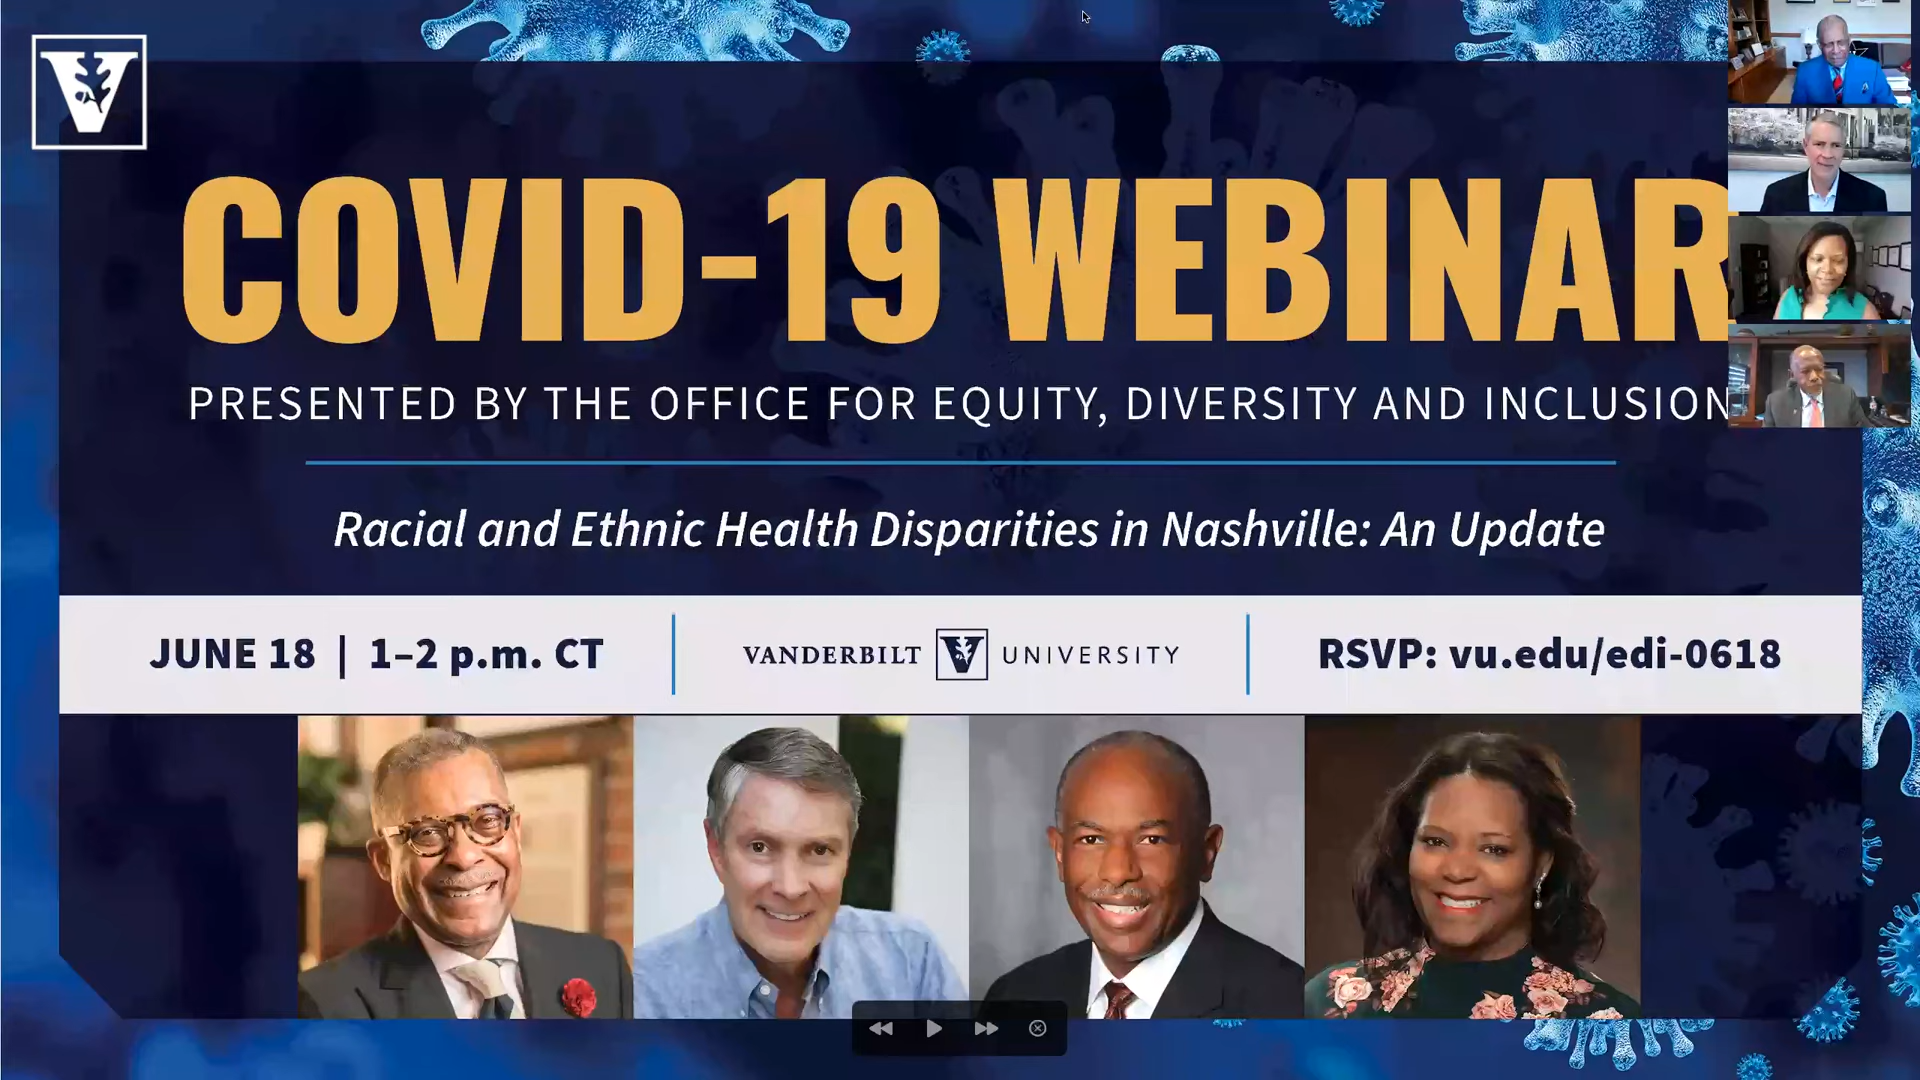 V
COVID-19 WEBINAR
PRESENTED BY THE OFFICE FOR EQUITY, DIVERSITY AND INCLUSION
Racial and Ethnic Health Disparities in Nashville: An Update
JUNE 18 | 1–2 p.m. CT
VANDERBILT V UNIVERSITY
RSVP: vu.edu/edi-0618